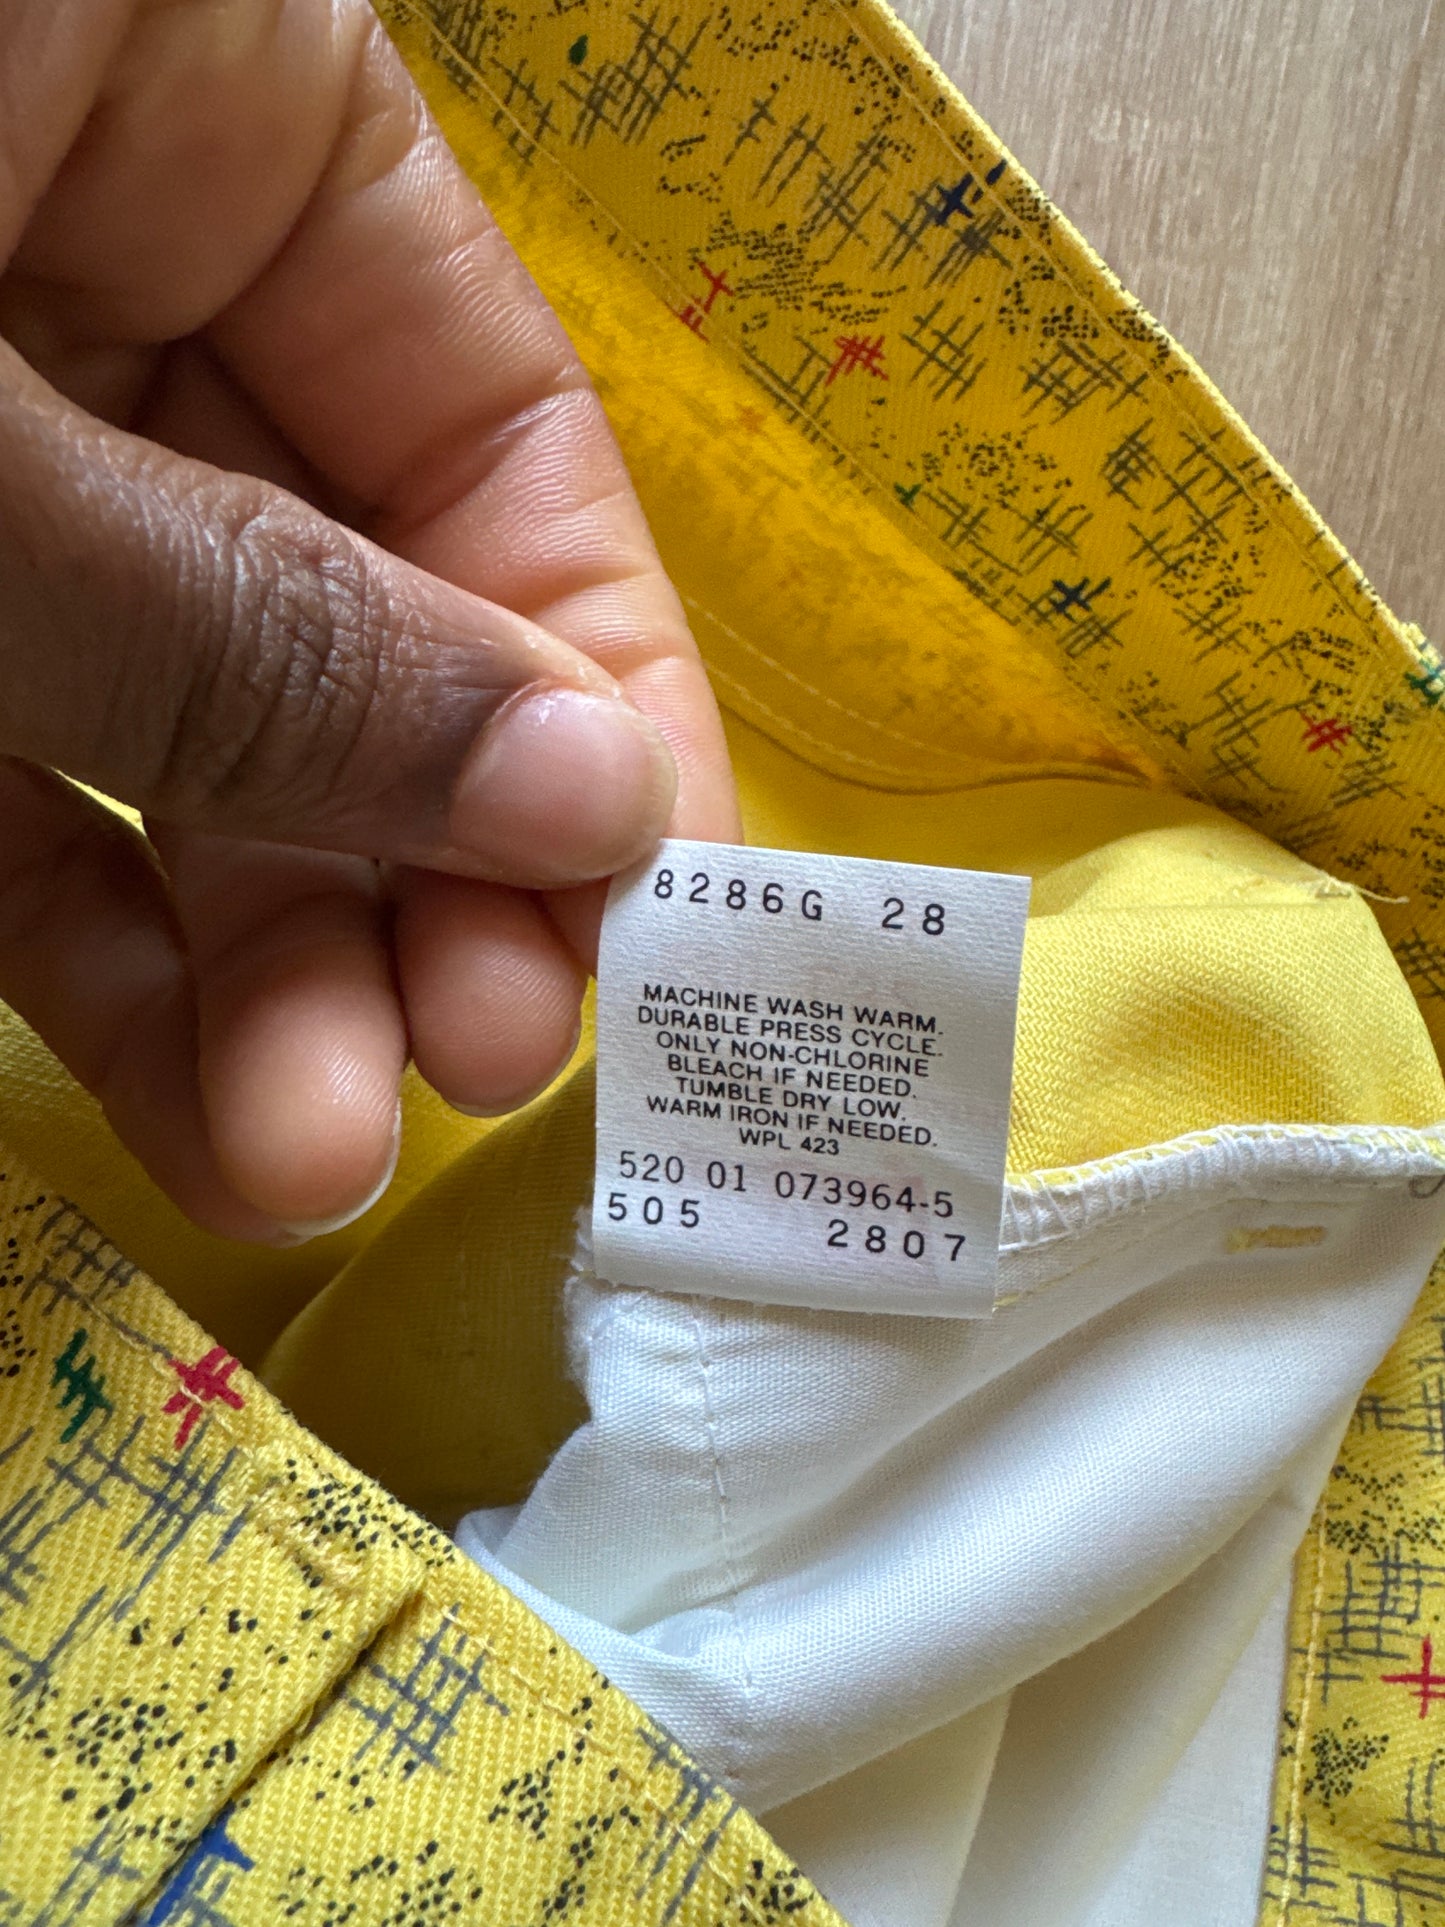 8286G 28
MACHINE WASH WARM.
DURABLE PRESS CYCLE.
ONLY NON-CHLORINE
BLEACH IF NEEDED.
TUMBLE DRY LOW.
WARM IRON IF NEEDED.
WPL 423
520 01 073964-5
505 2807